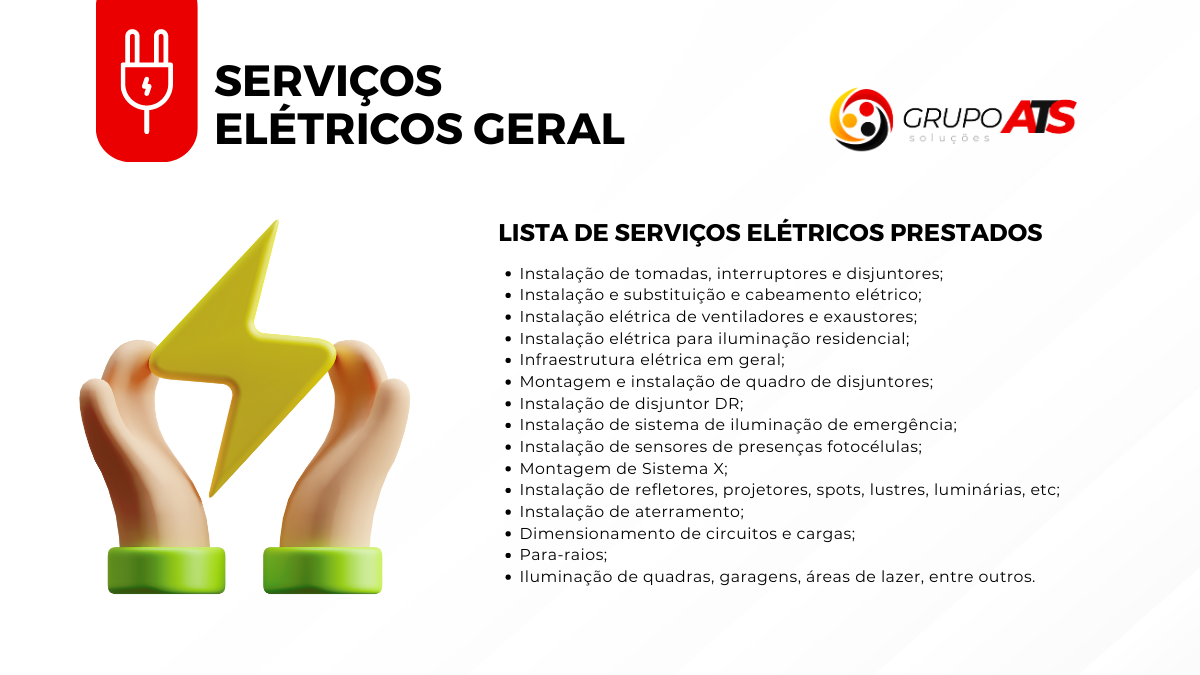 SERVIÇOS
ELÉTRICOS GERAL
GRUPO ATS
soluções
LISTA DE SERVIÇOS ELÉTRICOS PRESTADOS
• Instalação de tomadas, interruptores e disjuntores;
• Instalação e substituição e cabeamento elétrico;
• Instalação elétrica de ventiladores e exaustores;
• Instalação elétrica para iluminação residencial;
• Infraestrutura elétrica em geral;
• Montagem e instalação de quadro de disjuntores;
• Instalação de disjuntor DR;
• Instalação de sistema de iluminação de emergência;
• Instalação de sensores de presenças fotocélulas;
• Montagem de Sistema X;
• Instalação de refletores, projetores, spots, lustres, luminárias, etc;
• Instalação de aterramento;
• Dimensionamento de circuitos e cargas;
• Para-raios;
• Iluminação de quadras, garagens, áreas de lazer, entre outros.